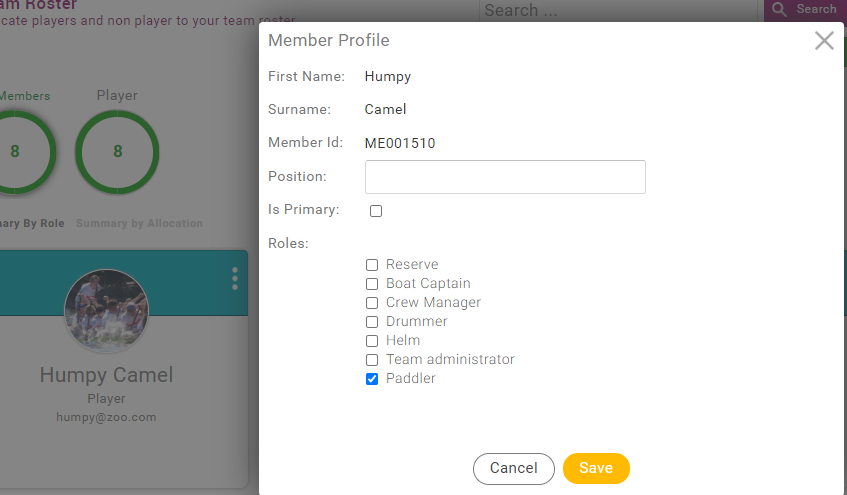 am Roster
cate players and non player to your team roster
Search ...
Search
Members
Player
8
8
ary By Role
Summary by Allocation
Humpy Camel
Player
humpy@zoo.com
Member Profile
First Name: Humpy
Surname: Camel
Member Id: ME001510
Position:
Is Primary:
Roles:
Reserve
Boat Captain
Crew Manager
Drummer
Helm
Team administrator
Paddler
Cancel
Save